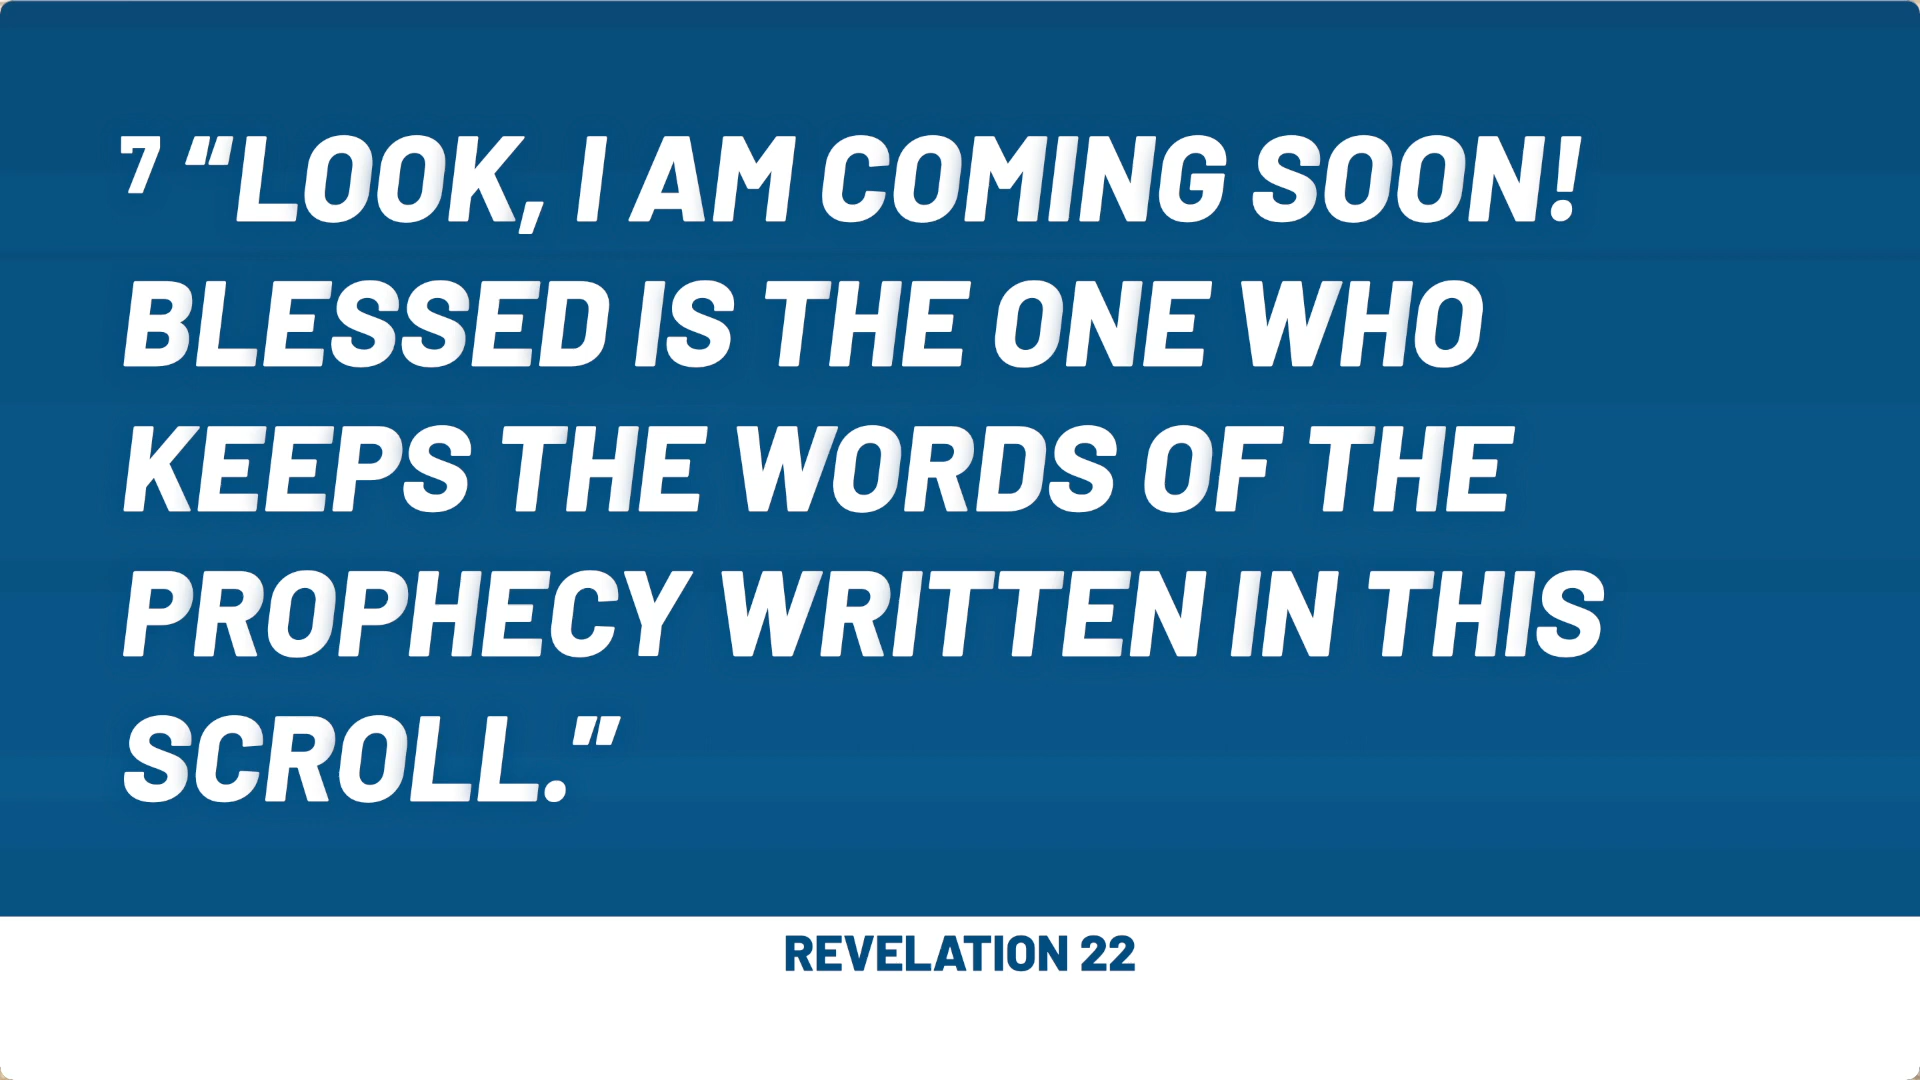 7 “LOOK, I AM COMING SOON!
BLESSED IS THE ONE WHO
KEEPS THE WORDS OF THE
PROPHECY WRITTEN IN THIS
SCROLL.”
REVELATION 22